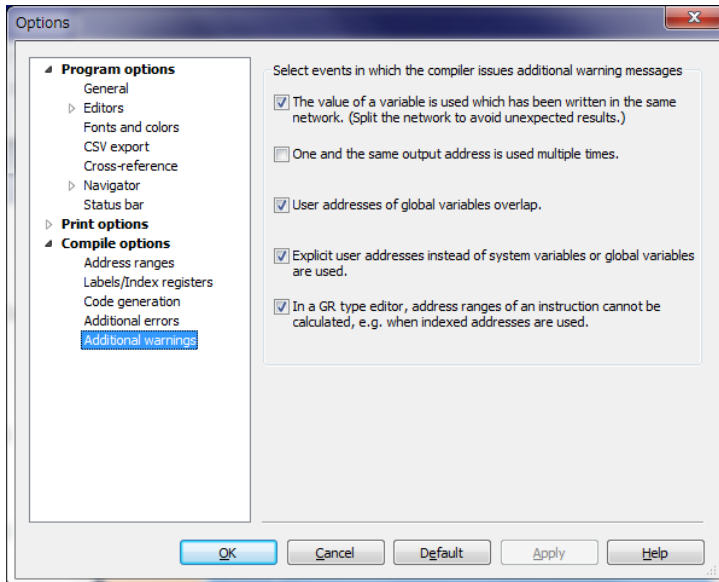 Options
Program options
General
Editors
Fonts and colors
CSV export
Cross-reference
Navigator
Status bar
Print options
Compile options
Address ranges
Labels/Index registers
Code generation
Additional errors
Additional warnings
Select events in which the compiler issues additional warning messages
The value of a variable is used which has been written in the same
network. (Split the network to avoid unexpected results.)
One and the same output address is used multiple times.
User addresses of global variables overlap.
Explicit user addresses instead of system variables or global variables
are used.
In a GR type editor, address ranges of an instruction cannot be
calculated, e.g. when indexed addresses are used.
OK
Cancel
Default
Apply
Help